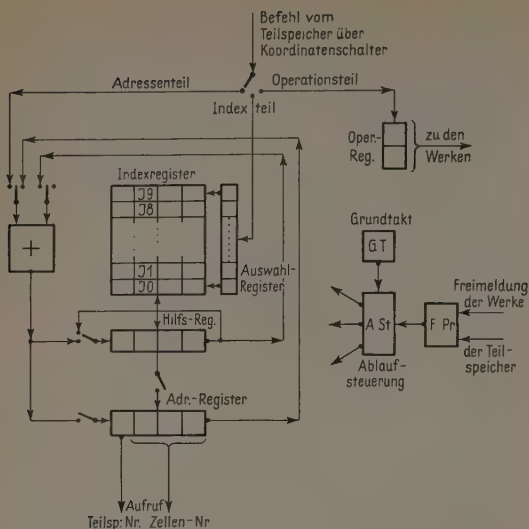 Befehl vom
Teilspeicher über
Koordinatenschalter
Adressenteil
Operationsteil
Indexteil
Oper.-
Reg.
zu den
Werken
Indexregister
J9
J8
J1
J0
Auswahl-
Register
Grundtakt
GT
A St
F Pr
Freimeldung
der Werke
der Teil-
speicher
Ablauf-
steuerung
+
Hilfs-Reg.
Adr.-Register
Aufruf
Teilsp.-Nr. Zellen-Nr